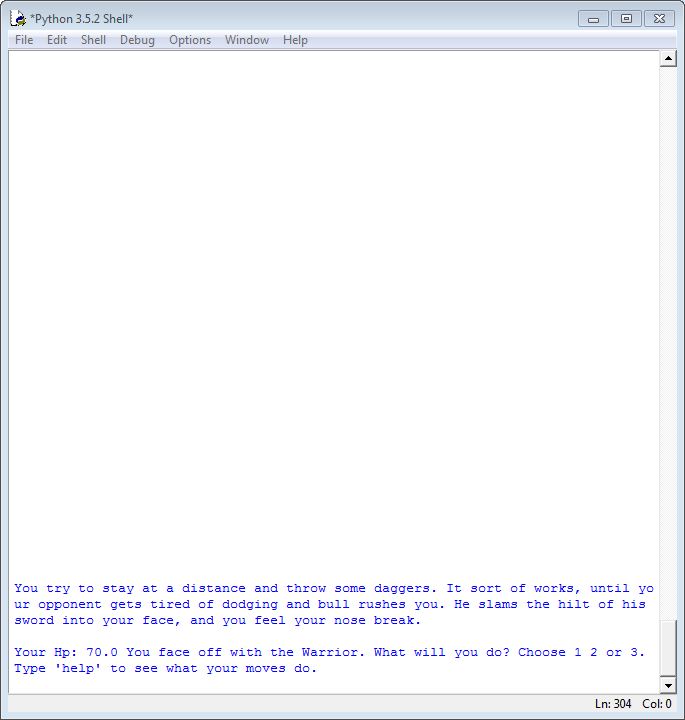 *Python 3.5.2 Shell*
File Edit Shell Debug Options Window Help
You try to stay at a distance and throw some daggers. It sort of works, until yo
ur opponent gets tired of dodging and bull rushes you. He slams the hilt of his
sword into your face, and you feel your nose break.
Your Hp: 70.0 You face off with the Warrior. What will you do? Choose 1 2 or 3.
Type 'help' to see what your moves do.
Ln: 304 Col: 0